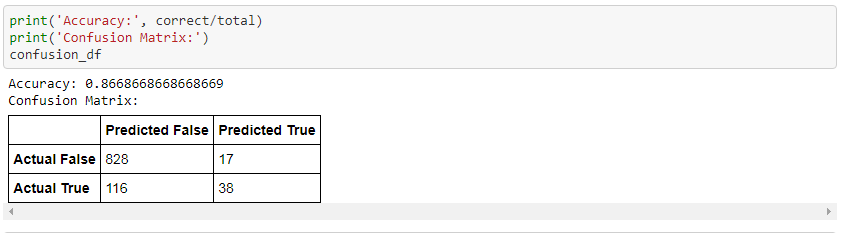 print('Accuracy:', correct/total)
print('Confusion Matrix:')
confusion_df
Accuracy: 0.8668668668668669
Confusion Matrix:
Predicted False Predicted True
Actual False 828 17
Actual True 116 38